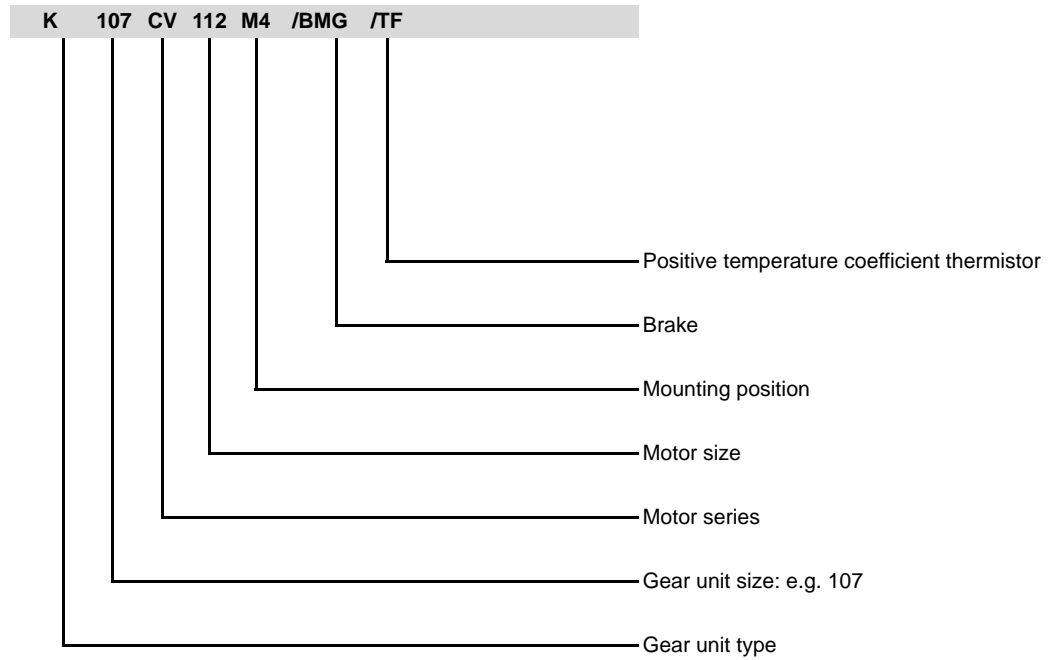 K 107 CV 112 M4 /BMG /TF
Positive temperature coefficient thermistor
Brake
Mounting position
Motor size
Motor series
Gear unit size: e.g. 107
Gear unit type